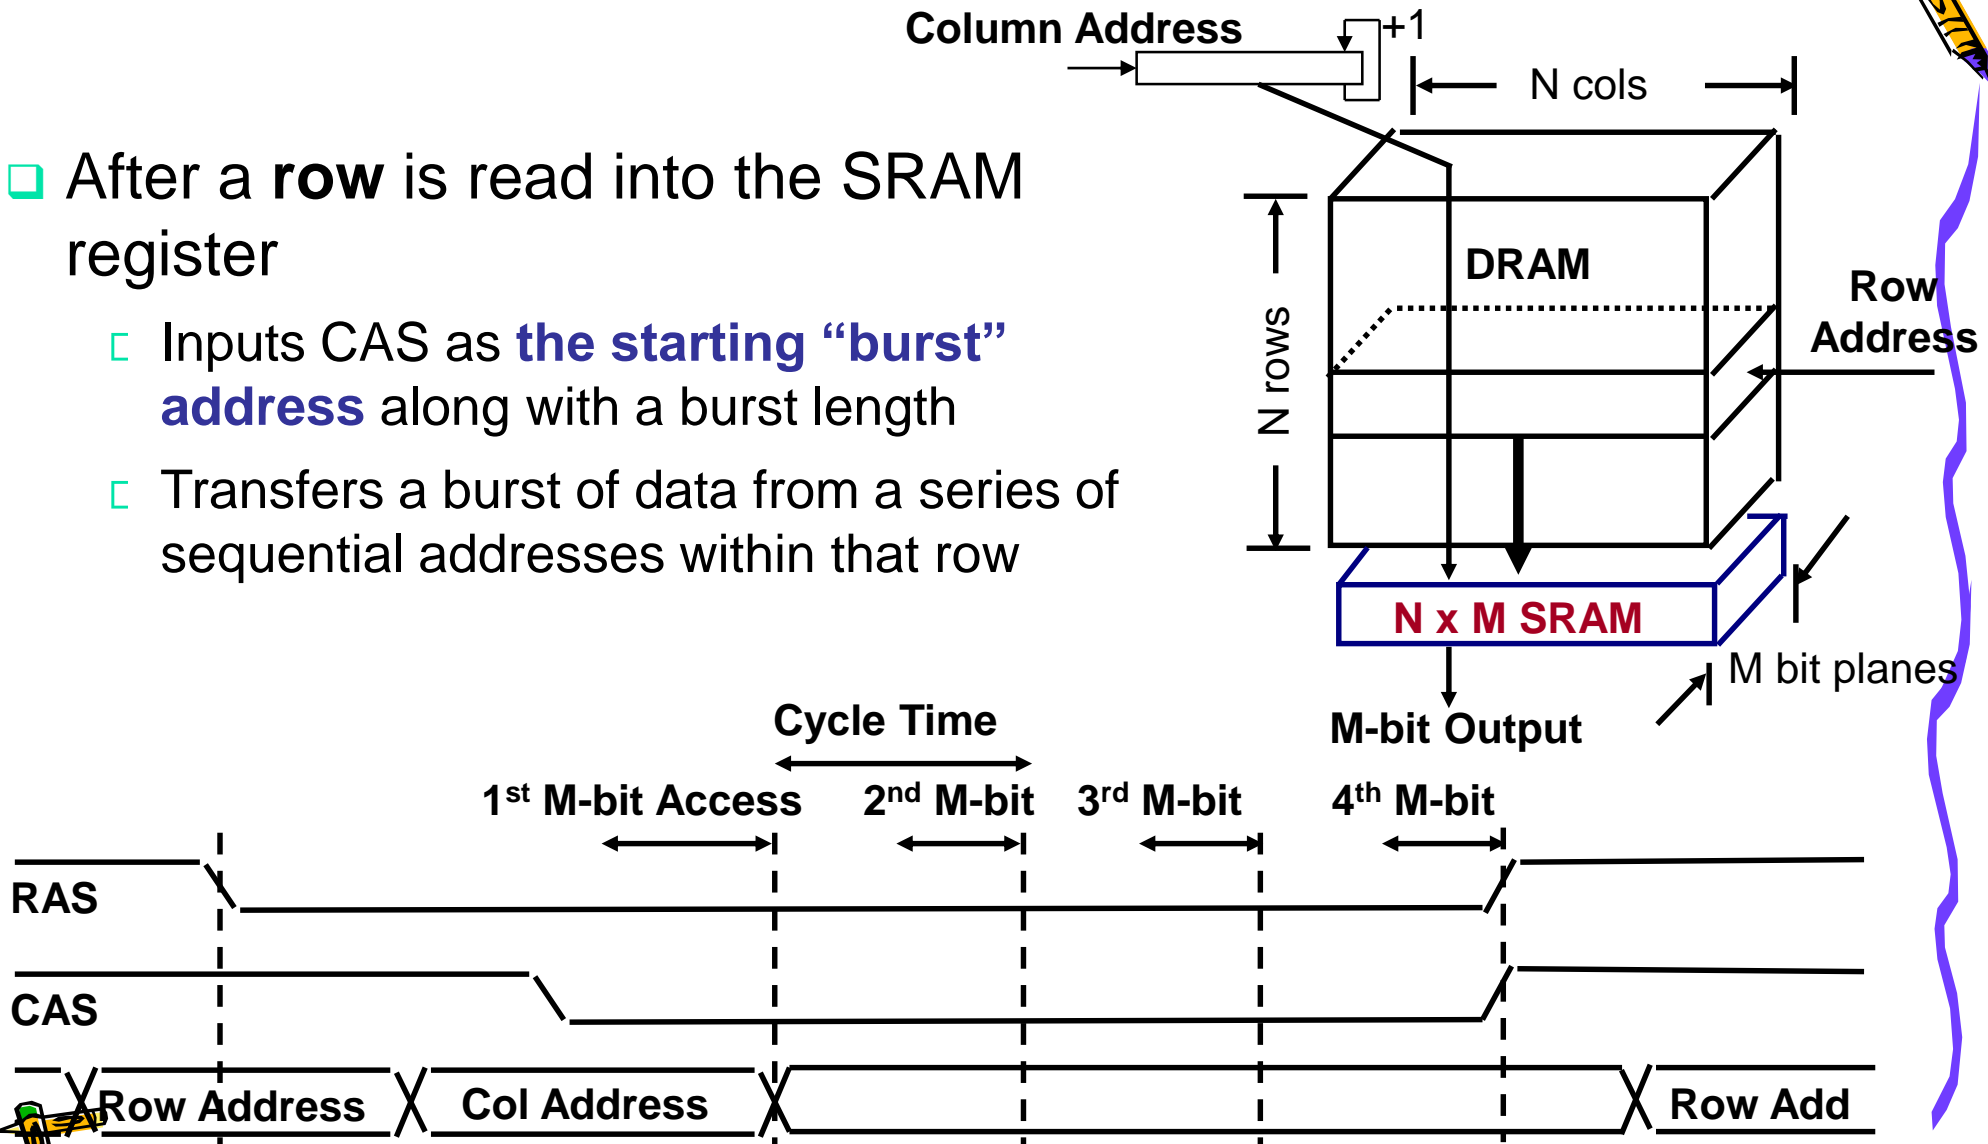 Column Address
+1
N cols
After a row is read into the SRAM
register
Inputs CAS as the starting “burst”
address along with a burst length
Transfers a burst of data from a series of
sequential addresses within that row
DRAM
N rows
Row
Address
N x M SRAM
M bit planes
Cycle Time
M-bit Output
1st M-bit Access
2nd M-bit
3rd M-bit
4th M-bit
RAS
CAS
Row Address
Col Address
Row Add